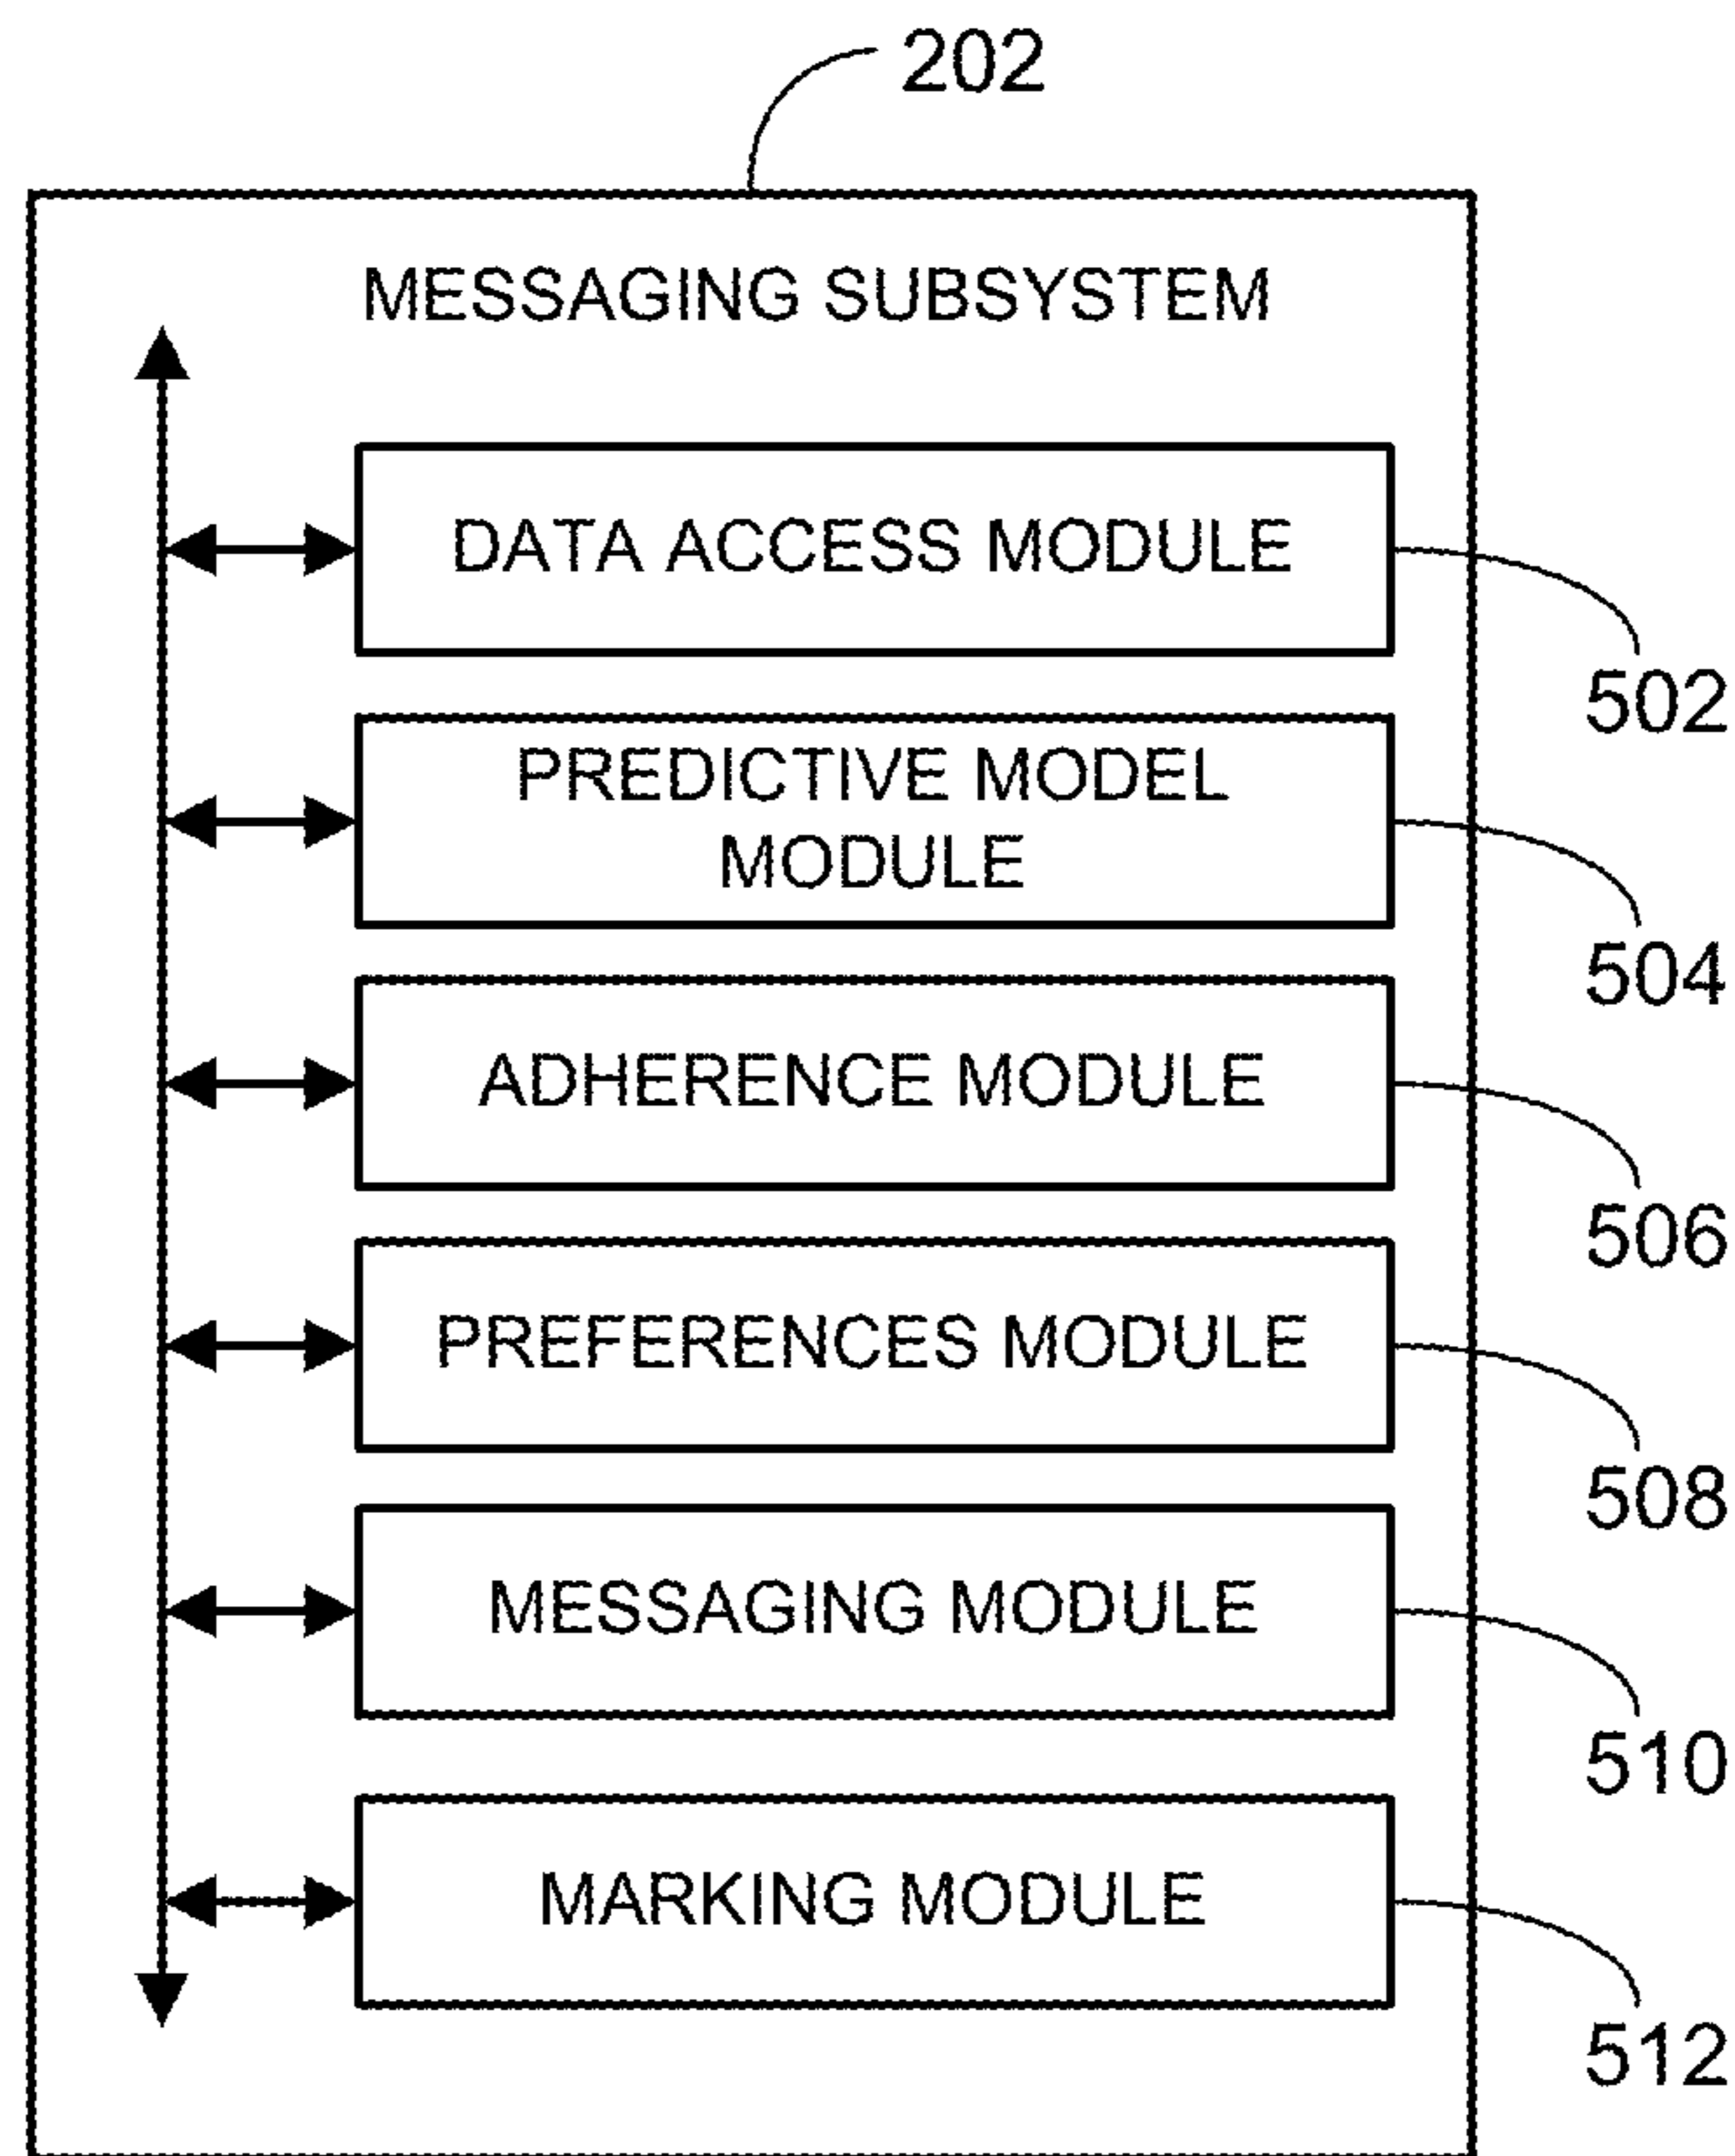 202
MESSAGING SUBSYSTEM
DATA ACCESS MODULE
502
PREDICTIVE MODEL
MODULE
504
ADHERENCE MODULE
506
PREFERENCES MODULE
508
MESSAGING MODULE
510
MARKING MODULE
512